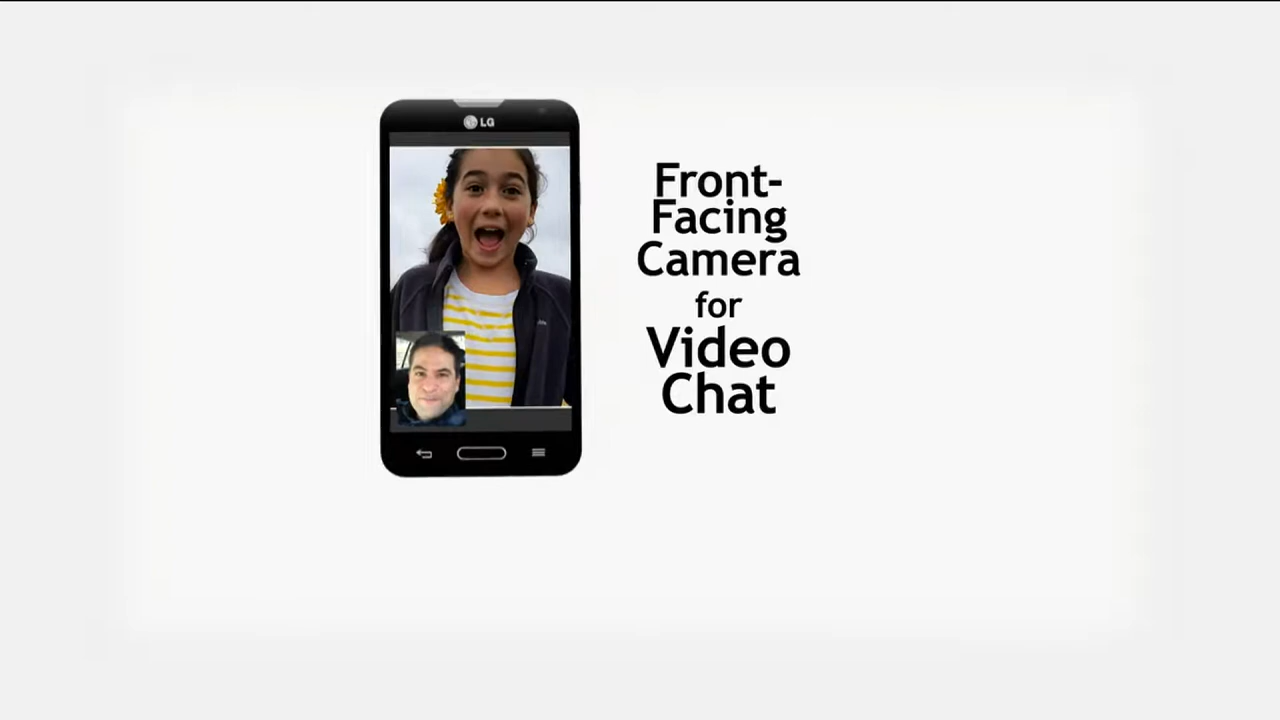 LG
Front-
Facing
Camera
for
Video
Chat